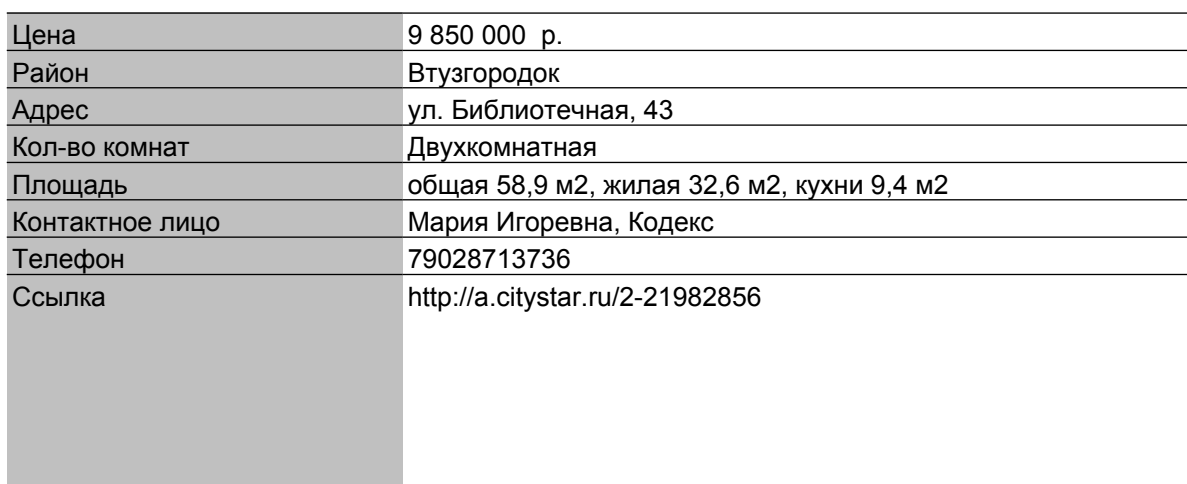 Цена 9 850 000 р.
Район Втузгородок
Адрес ул. Библиотечная, 43
Кол-во комнат Двухкомнатная
Площадь общая 58,9 м2, жилая 32,6 м2, кухни 9,4 м2
Контактное лицо Мария Игоревна, Кодекс
Телефон 79028713736
Ссылка http://a.citystar.ru/2-21982856